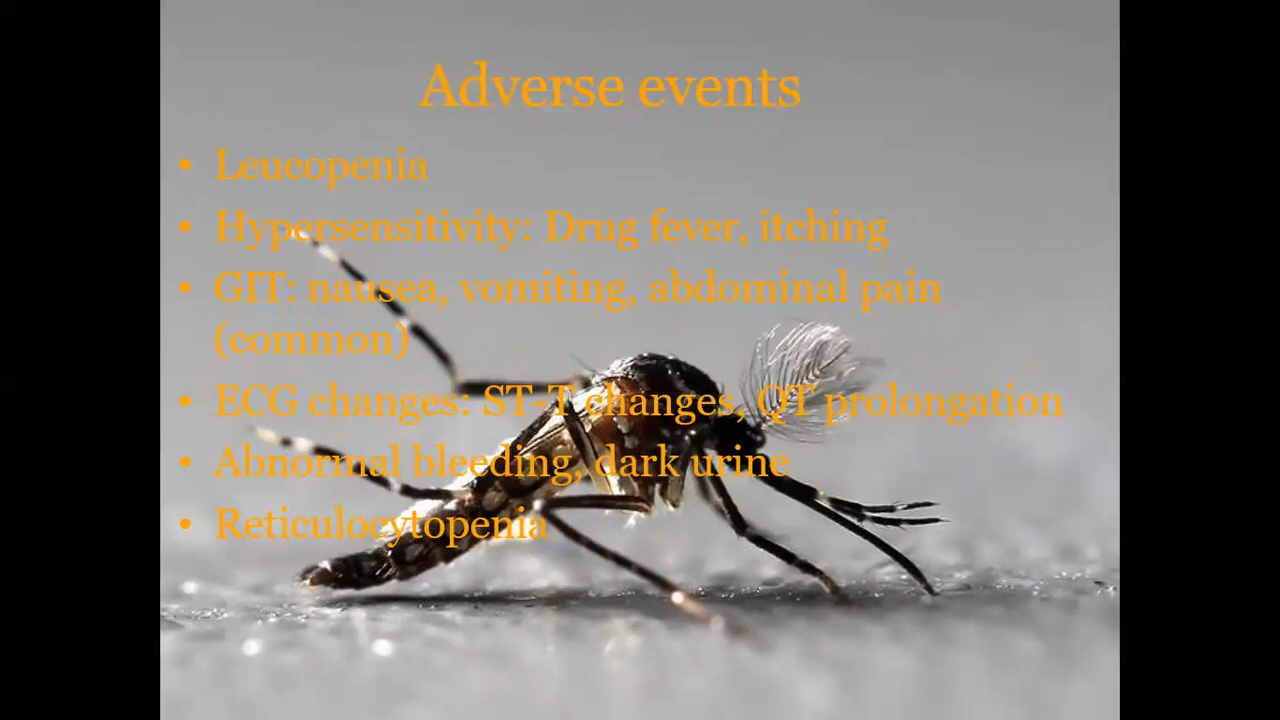 Adverse events
• Leucopenia
• Hypersensitivity: Drug fever, itching
• GIT: nausea, vomiting, abdominal pain
(common)
• ECG changes: ST-T changes, QT prolongation
• Abnormal bleeding, dark urine
• Reticulocytopenia